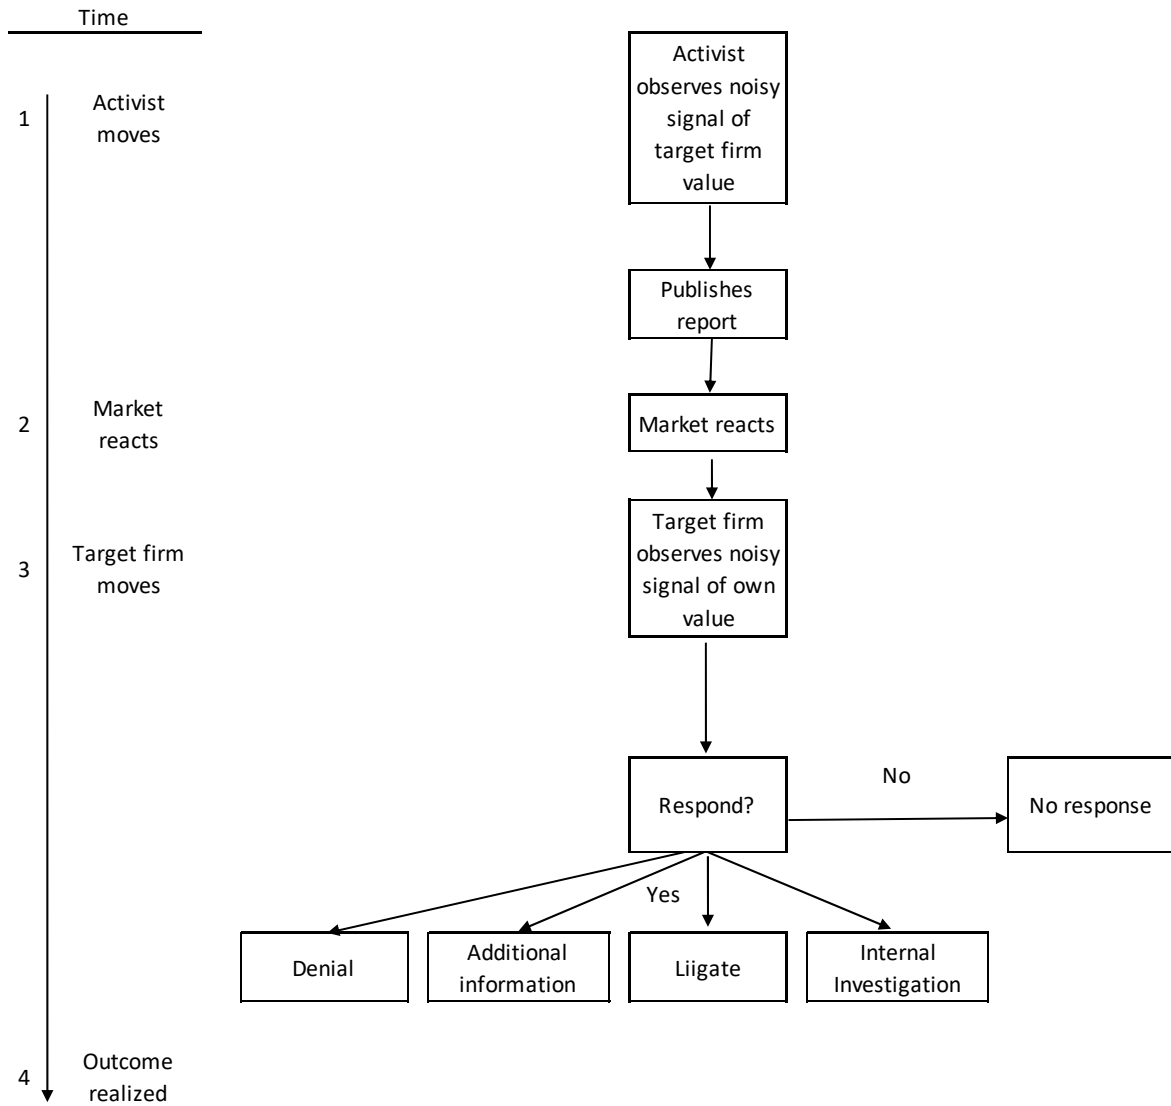 Time
Activist
observes noisy
signal of
target firm
value
1
Activist
moves
Publishes
report
2
Market
reacts
Market reacts
3
Target firm
moves
Target firm
observes noisy
signal of own
value
Respond?
No
No response
Yes
Denial
Additional
information
Liigate
Internal
Investigation
4
Outcome
realized